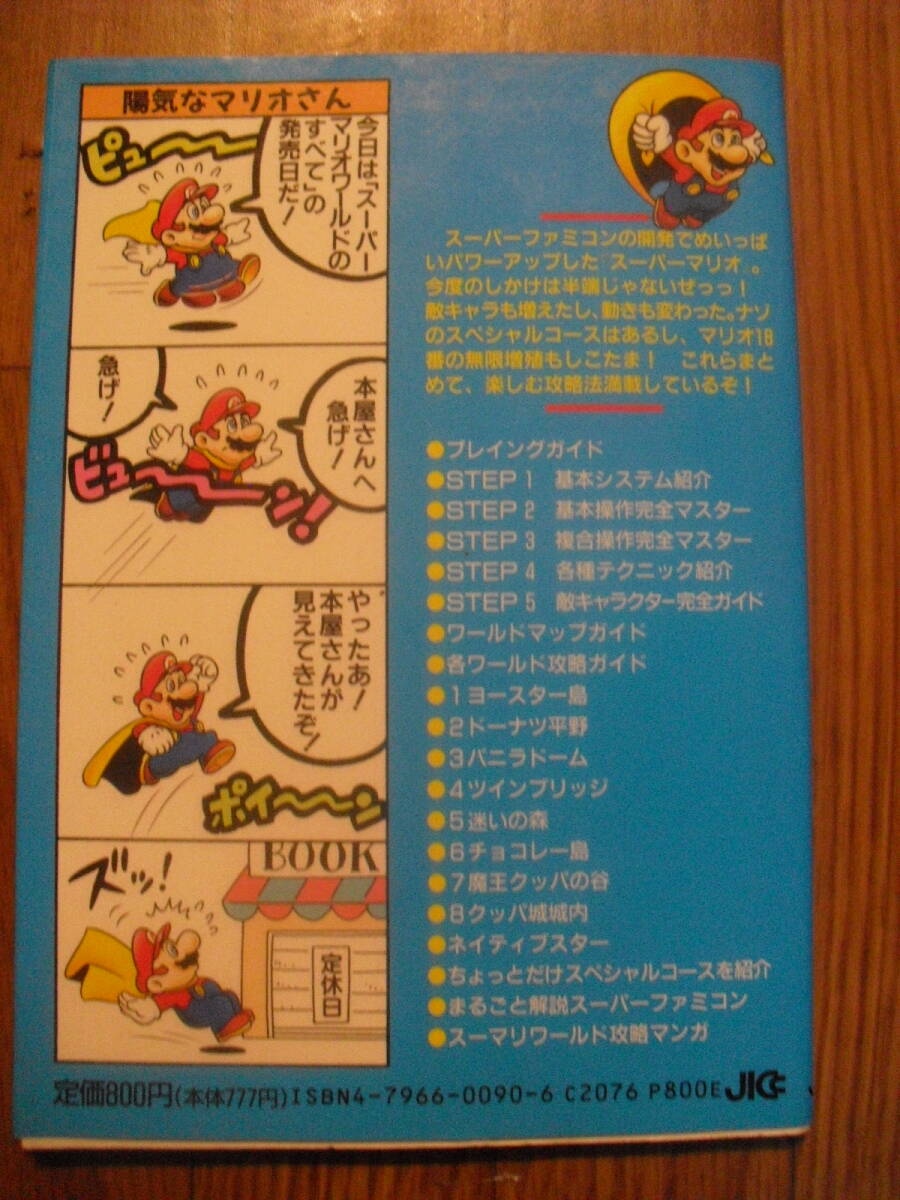 陽気なマリオさん
ピュ〜〜
今日は「スーパー
マリオワールドの
すべて」の
発売日だ!
本屋さんへ
急げ!
急げ!
ビュ〜〜ン!
やったあ!
本屋さんが
見えてきたぞ!
ポイ〜〜ン
ズッ!
BOOK
定休日
スーパーファミコンの開発でめいっぱ
いパワーアップした"スーパーマリオ"。
今度のしかけは半端じゃないぜっっ!
敵キャラも増えたし、動きも変わった。ナゾ
のスペシャルコースはあるし、マリオ18
番の無限増殖もしこたま! これらまと
めて、楽しむ攻略法満載しているぞ!
●プレイングガイド
●STEP 1 基本システム紹介
●STEP 2 基本操作完全マスター
●STEP 3 複合操作完全マスター
●STEP 4 各種テクニック紹介
●STEP 5 敵キャラクター完全ガイド
●ワールドマップガイド
●各ワールド攻略ガイド
●1ヨースター島
●2ドーナツ平野
●3バニラドーム
●4ツインブリッジ
●5迷いの森
●6チョコレー島
●7魔王クッパの谷
●8クッパ城城内
●ネイティブスター
●ちょっとだけスペシャルコースを紹介
●まるごと解説スーパーファミコン
●スーマリワールド攻略マンガ
定価800円(本体777円)ISBN4-7966-0090-6 C2076 P800E JICC